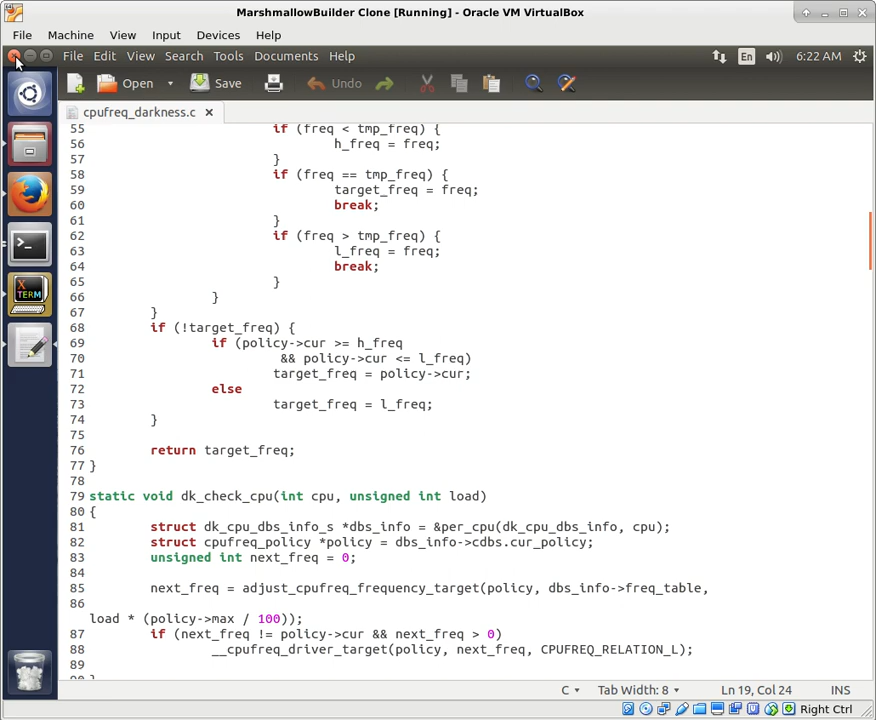 MarshmallowBuilder Clone [Running] - Oracle VM VirtualBox
File Machine View Input Devices Help
File Edit View Search Tools Documents Help En 6:22 AM
Open Save Undo
cpufreq_darkness.c ×
55 if (freq < tmp_freq) {
56 h_freq = freq;
57 }
58 if (freq == tmp_freq) {
59 target_freq = freq;
60 break;
61 }
62 if (freq > tmp_freq) {
63 l_freq = freq;
64 break;
65 }
66 }
67 }
68 if (!target_freq) {
69 if (policy->cur >= h_freq
70 && policy->cur <= l_freq)
71 target_freq = policy->cur;
72 else
73 target_freq = l_freq;
74 }
75
76 return target_freq;
77 }
78
79 static void dk_check_cpu(int cpu, unsigned int load)
80 {
81 struct dk_cpu_dbs_info_s *dbs_info = &per_cpu(dk_cpu_dbs_info, cpu);
82 struct cpufreq_policy *policy = dbs_info->cdbs.cur_policy;
83 unsigned int next_freq = 0;
84
85 next_freq = adjust_cpufreq_frequency_target(policy, dbs_info->freq_table,
86
load * (policy->max / 100));
87 if (next_freq != policy->cur && next_freq > 0)
88 __cpufreq_driver_target(policy, next_freq, CPUFREQ_RELATION_L);
89
90 }
X TERM
C Tab Width: 8 Ln 19, Col 24 INS
Right Ctrl